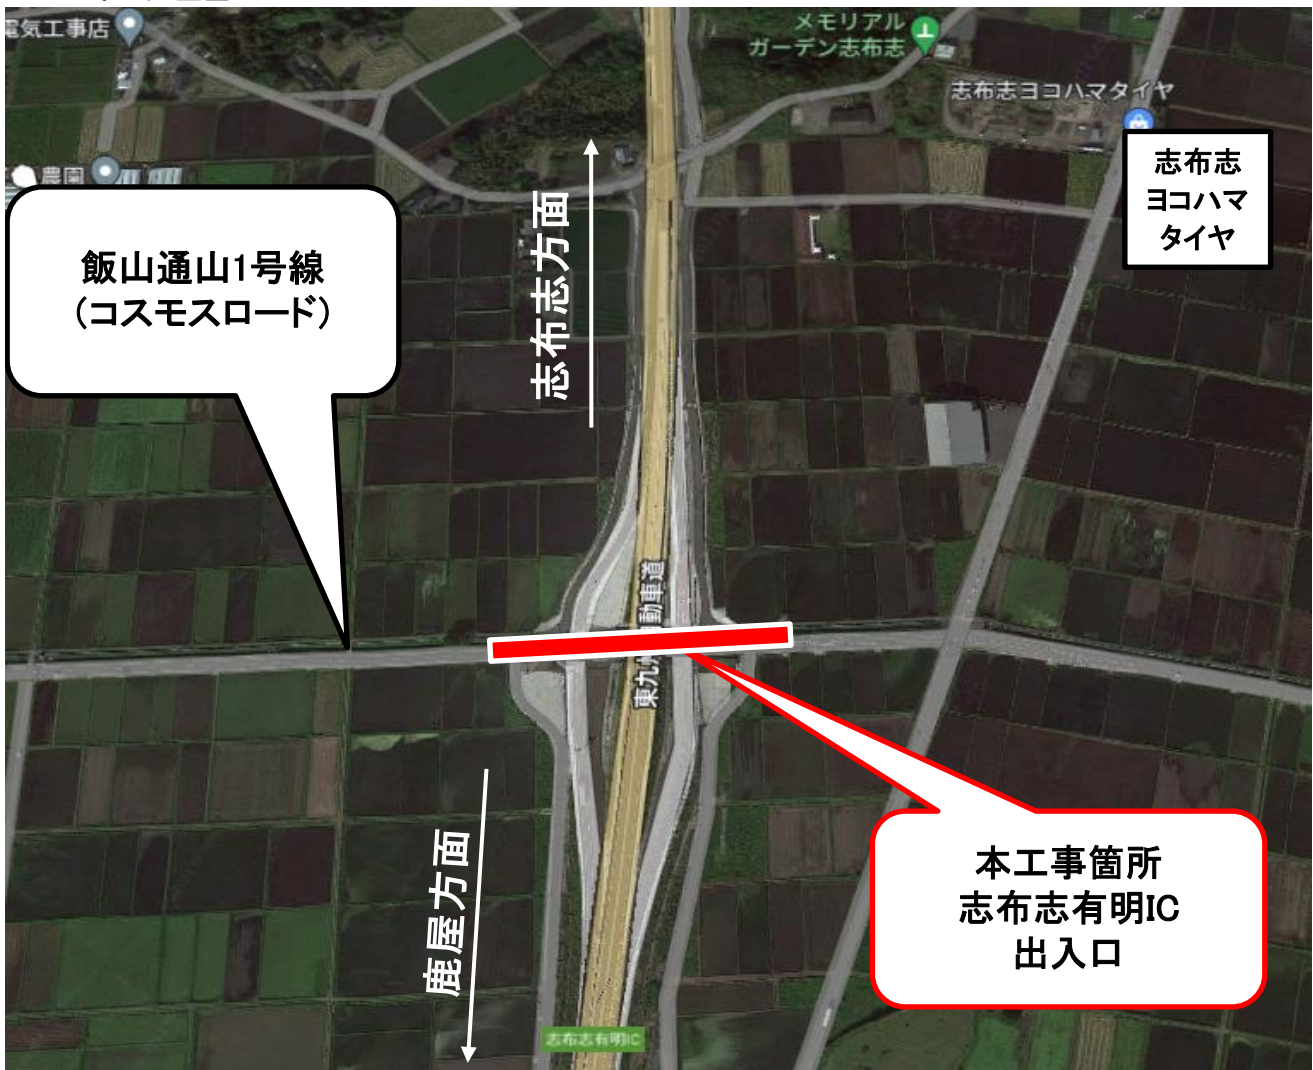 電気工事店
メモリアル
ガーデン志布志
志布志ヨコハマタイヤ
志布志
ヨコハマ
タイヤ
農園
飯山通山1号線
(コスモスロード)
志布志方面
動車道
東九
鹿屋方面
本工事箇所
志布志有明IC
出入口
志布志有明IC